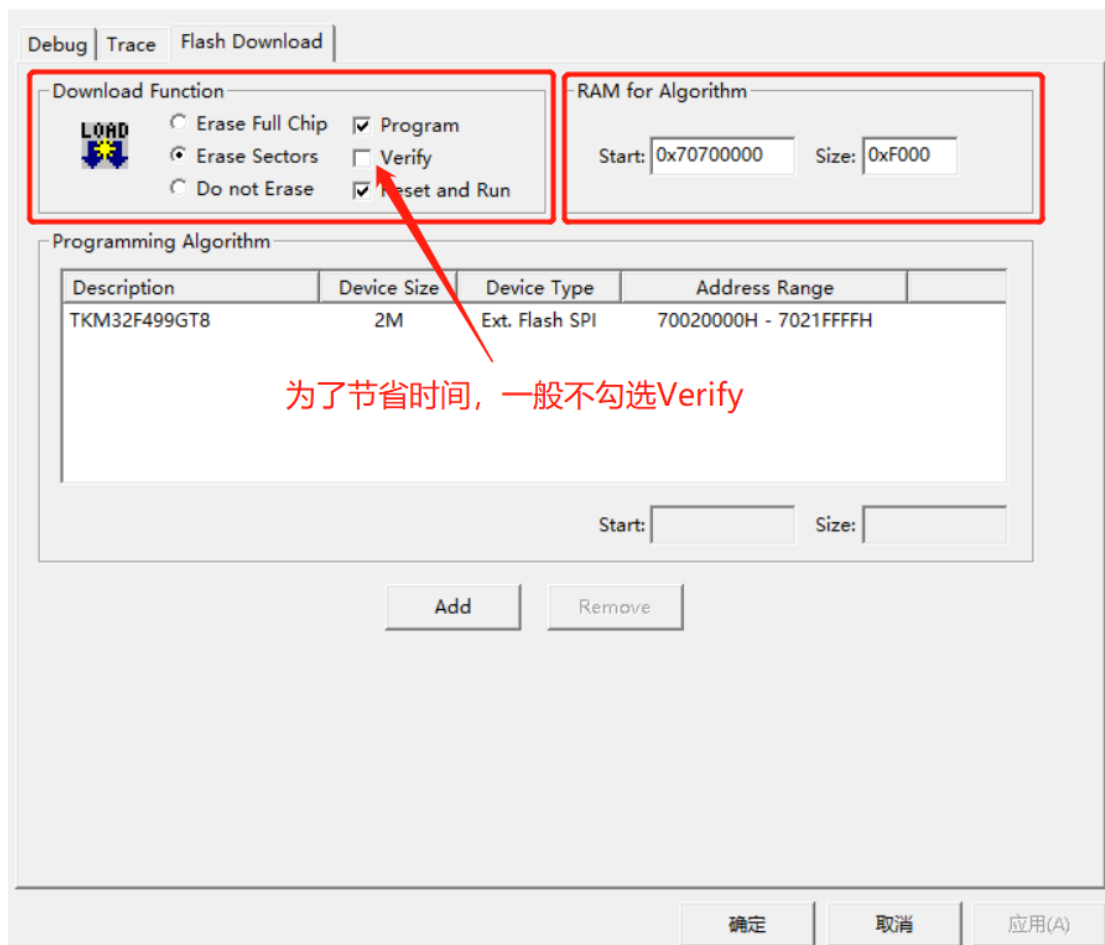 Debug Trace Flash Download
Download Function
RAM for Algorithm
LOAD
Erase Full Chip Program
Erase Sectors Verify
Do not Erase Reset and Run
Start: 0x70700000 Size: 0xF000
Programming Algorithm
Description Device Size Device Type Address Range
TKM32F499GT8 2M Ext. Flash SPI 70020000H - 7021FFFFH
为了节省时间，一般不勾选Verify
Start: Size:
Add Remove
确定 取消 应用(A)